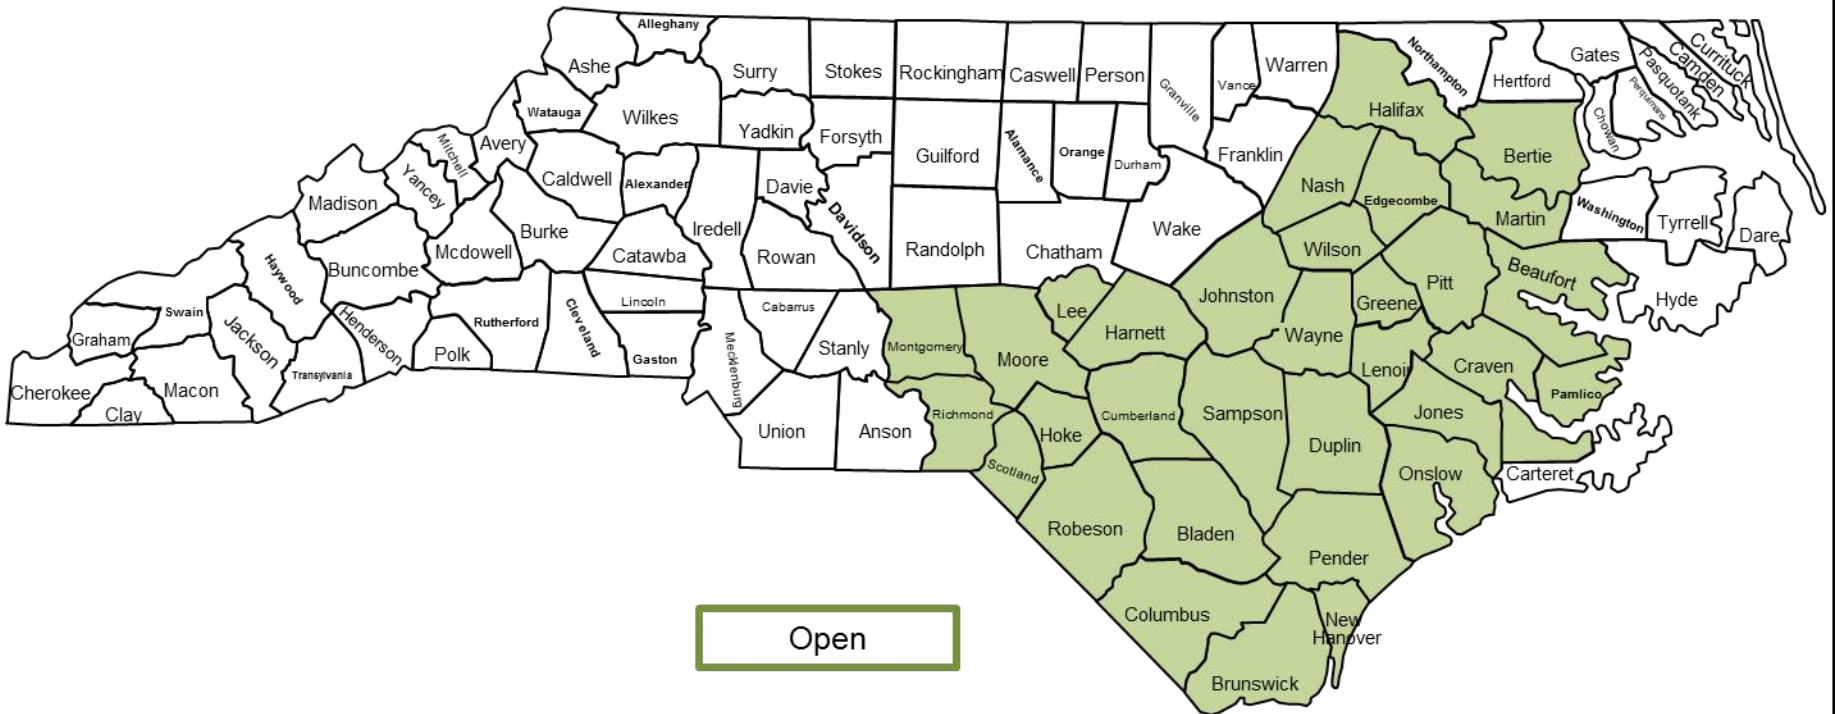 Alleghany
Ashe
Surry
Stokes
Rockingham
Caswell
Person
Granville
Vance
Warren
Northampton
Hertford
Gates
Currituck
Camden
Pasquotank
Perquimans
Chowan
Watauga
Wilkes
Yadkin
Forsyth
Guilford
Alamance
Orange
Durham
Franklin
Halifax
Bertie
Mitchell
Avery
Caldwell
Alexander
Davie
Davidson
Nash
Edgecombe
Martin
Washington
Tyrrell
Dare
Madison
Yancey
Mcdowell
Burke
Iredell
Catawba
Rowan
Randolph
Chatham
Wake
Wilson
Pitt
Beaufort
Hyde
Haywood
Buncombe
Swain
Graham
Jackson
Henderson
Polk
Rutherford
Cleveland
Lincoln
Gaston
Mecklenburg
Cabarrus
Stanly
Montgomery
Moore
Lee
Harnett
Johnston
Wayne
Greene
Lenoir
Craven
Pamlico
Cherokee
Clay
Macon
Transylvania
Union
Anson
Richmond
Scotland
Hoke
Cumberland
Sampson
Duplin
Jones
Onslow
Carteret
Robeson
Bladen
Pender
Columbus
New
Hanover
Brunswick
Open